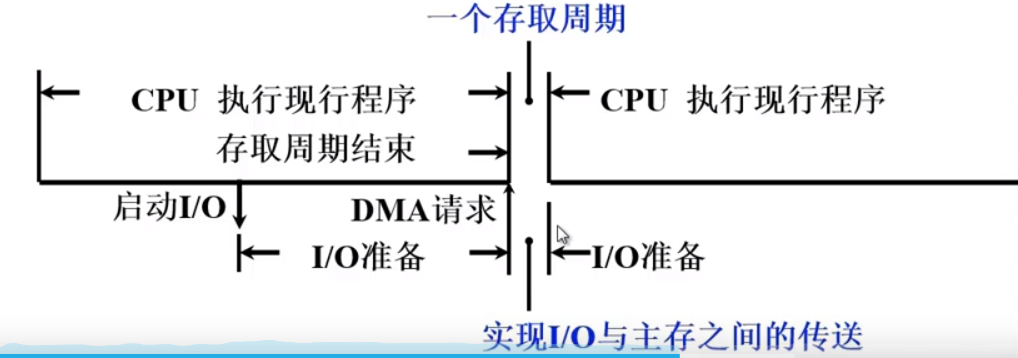 一个存取周期
CPU 执行现行程序
CPU 执行现行程序
存取周期结束
启动I/O
DMA请求
I/O准备
I/O准备
实现I/O与主存之间的传送